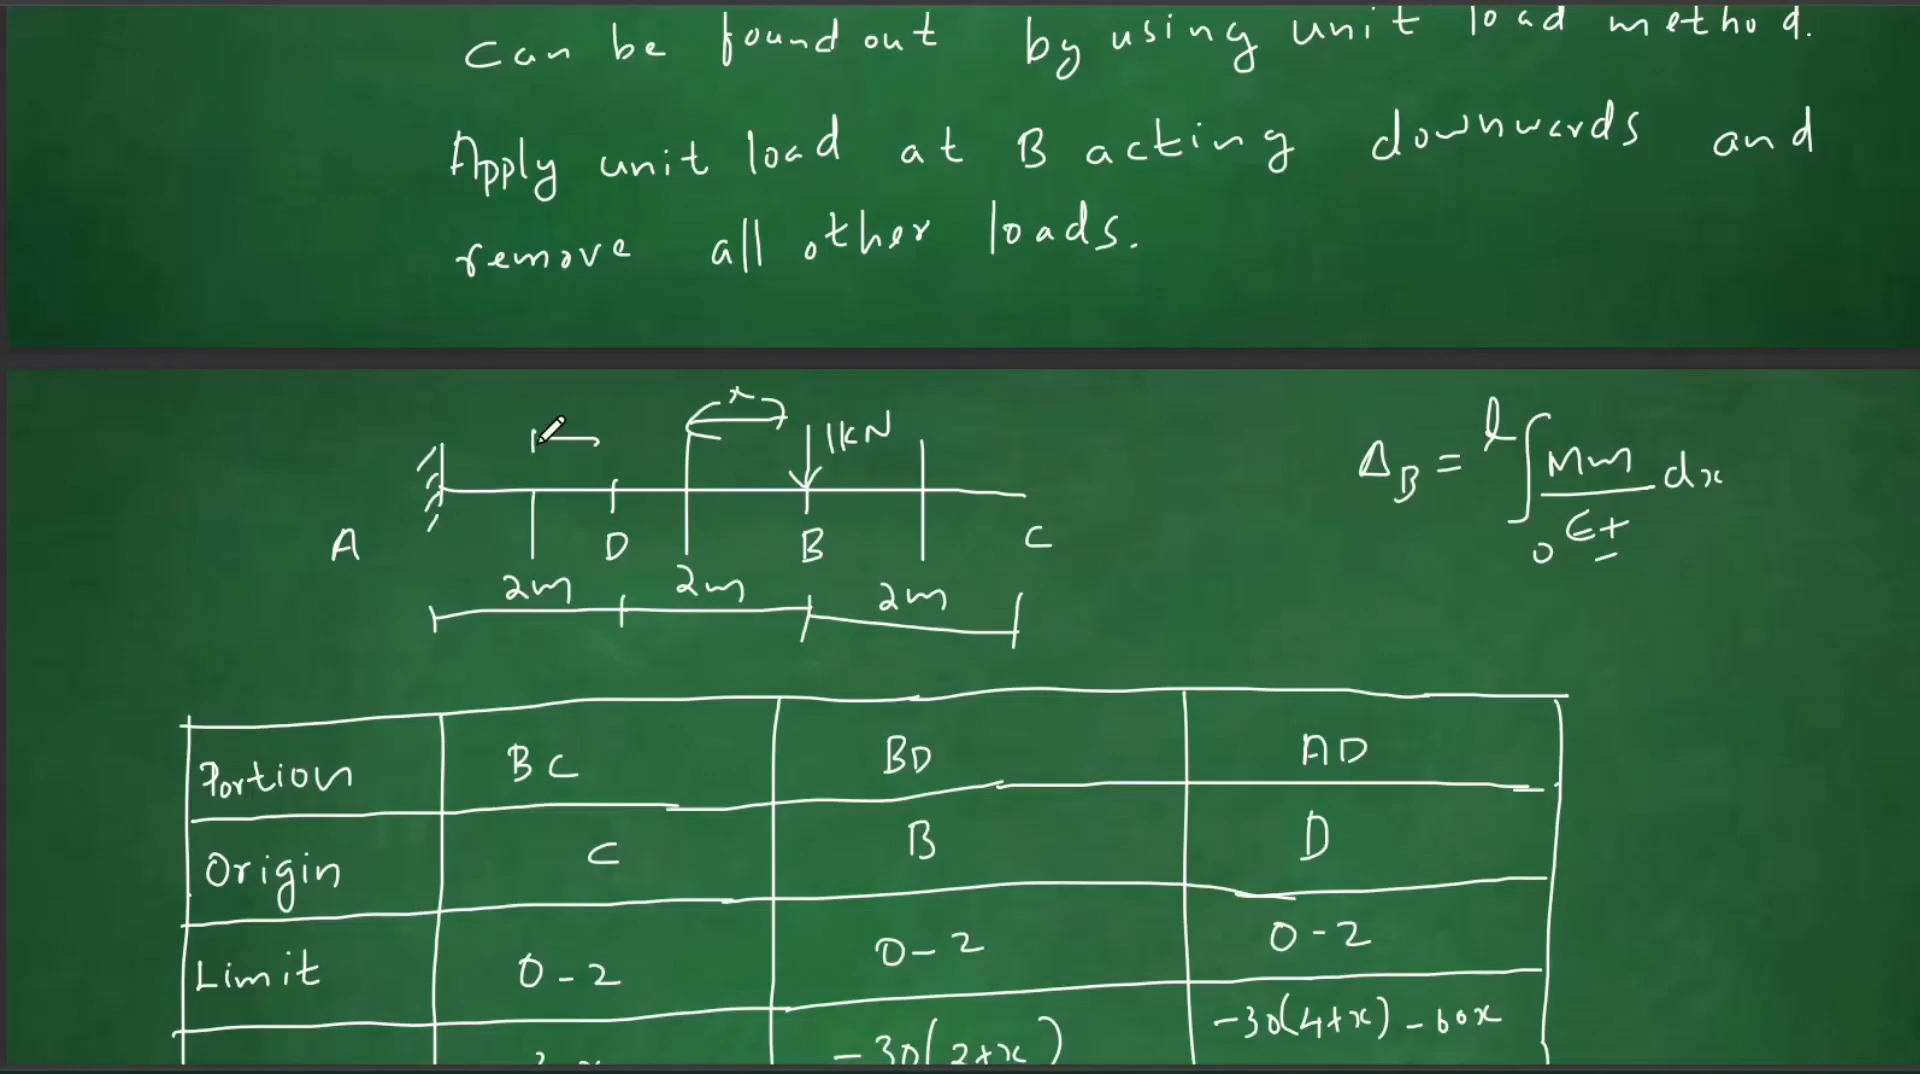 can be found out by using unit load method.
Apply unit load at B acting downwards and
remove all other loads.
x
1KN
A D B C
2m 2m 2m
Δ_B = ∫₀ˡ Mm/EI dx
Portion BC BD AD
Origin C B D
Limit 0-2 0-2 0-2
-30(2+x) -30(4+x) - 60x